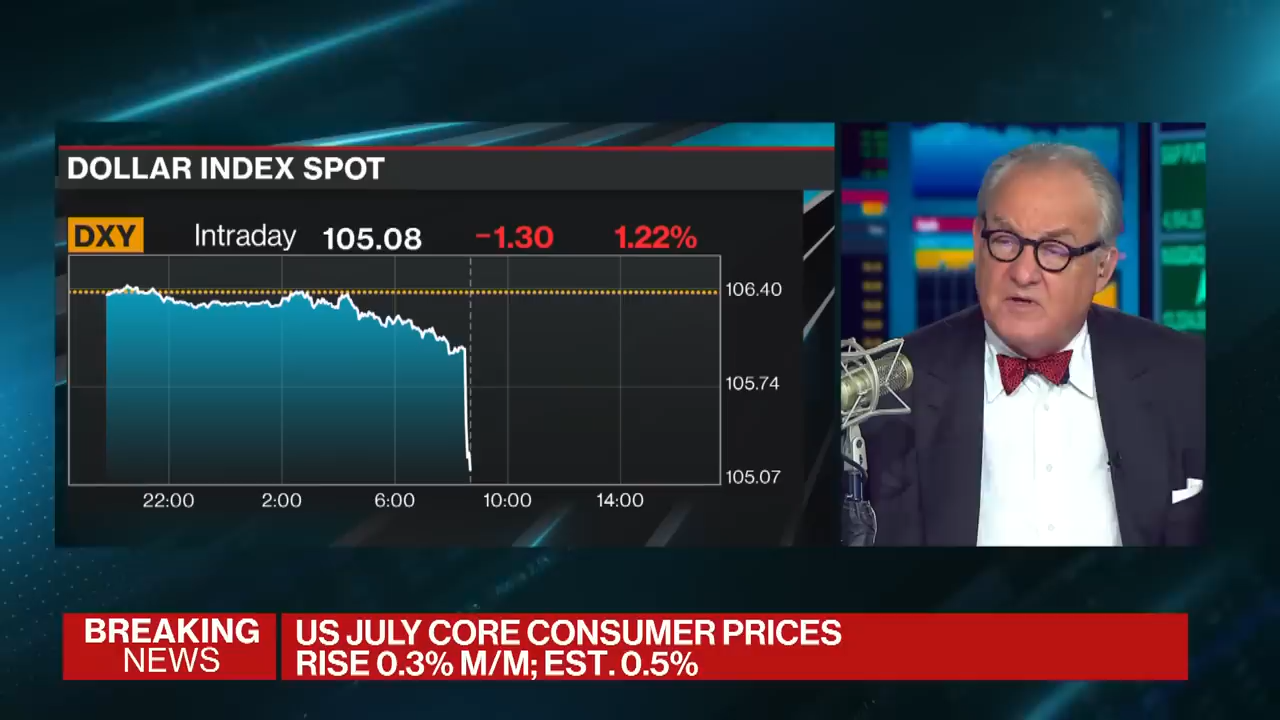 DOLLAR INDEX SPOT
DXY Intraday 105.08 −1.30 1.22%
106.40
105.74
105.07
22:00 2:00 6:00 10:00 14:00
BREAKING
NEWS
US JULY CORE CONSUMER PRICES
RISE 0.3% M/M; EST. 0.5%